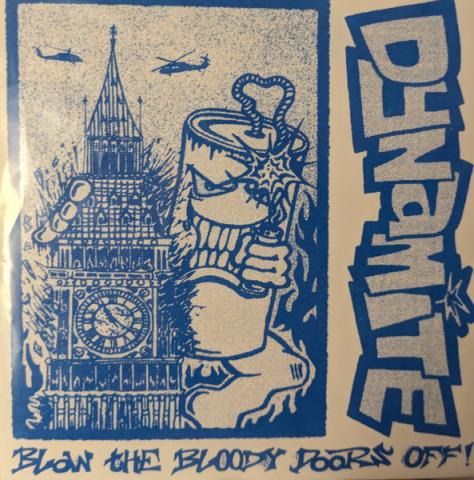 DYNaMiTE
BLOW tHE BLOODY DOORS OFF!